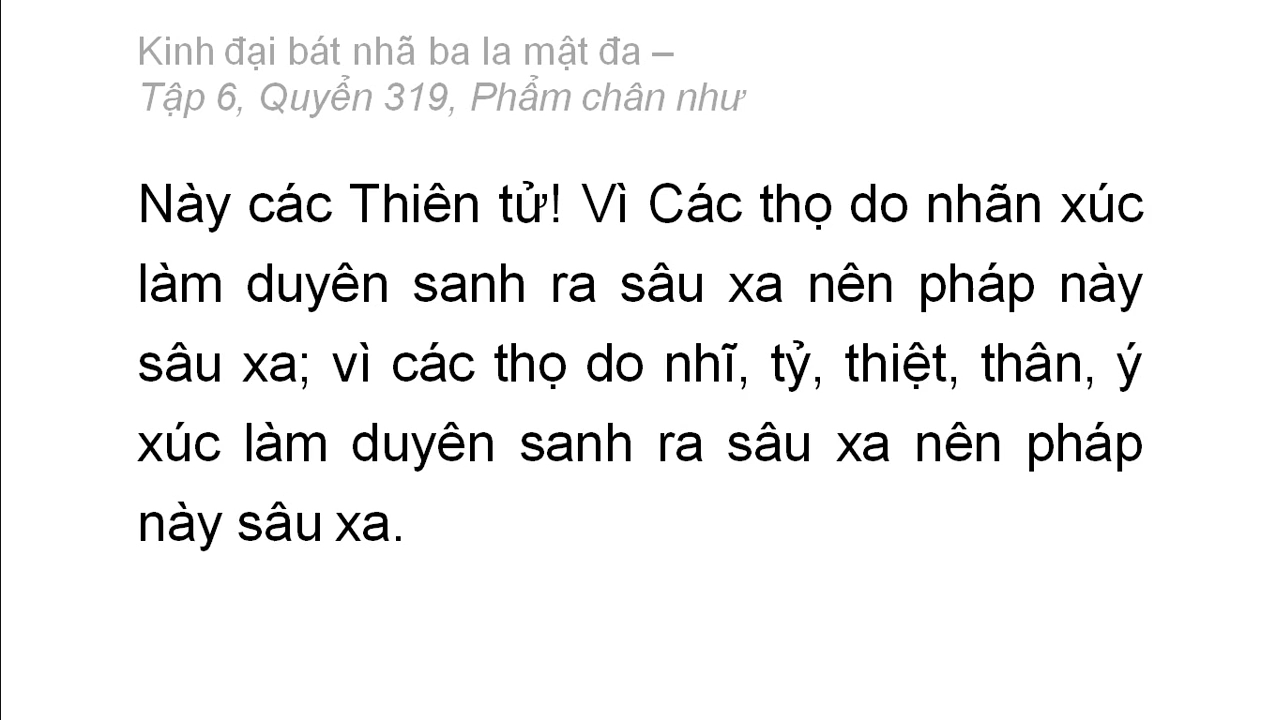 Kinh đại bát nhã ba la mật đa –
Tập 6, Quyển 319, Phẩm chân như
Này các Thiên tử! Vì Các thọ do nhãn xúc
làm duyên sanh ra sâu xa nên pháp này
sâu xa; vì các thọ do nhĩ, tỷ, thiệt, thân, ý
xúc làm duyên sanh ra sâu xa nên pháp
này sâu xa.